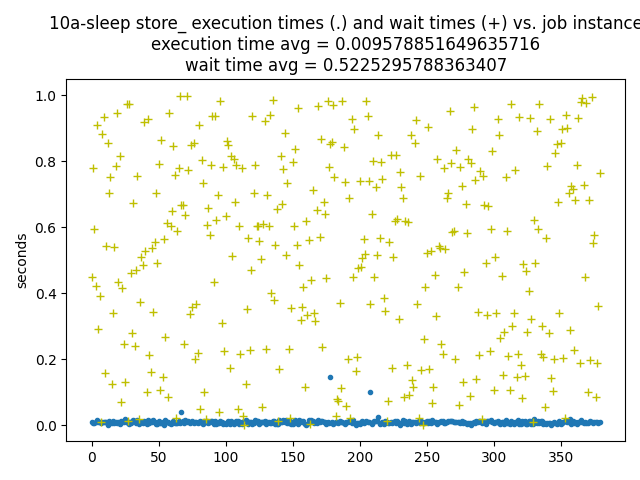 10a-sleep store_ execution times (.) and wait times (+) vs. job instance
execution time avg = 0.009578851649635716
wait time avg = 0.5225295788363407
1.0
0.8
0.6
0.4
0.2
0.0
seconds
0 50 100 150 200 250 300 350